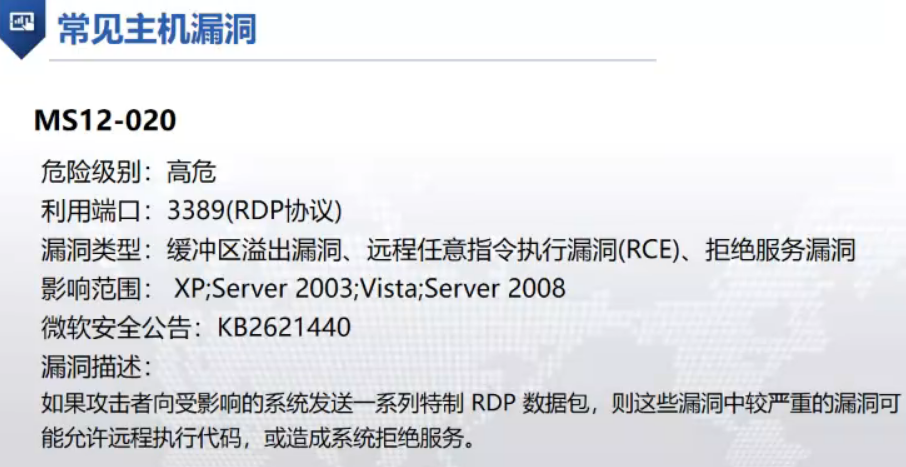 常见主机漏洞
MS12-020
危险级别：高危
利用端口：3389(RDP协议)
漏洞类型：缓冲区溢出漏洞、远程任意指令执行漏洞(RCE)、拒绝服务漏洞
影响范围： XP;Server 2003;Vista;Server 2008
微软安全公告：KB2621440
漏洞描述：
如果攻击者向受影响的系统发送一系列特制 RDP 数据包，则这些漏洞中较严重的漏洞可
能允许远程执行代码，或造成系统拒绝服务。